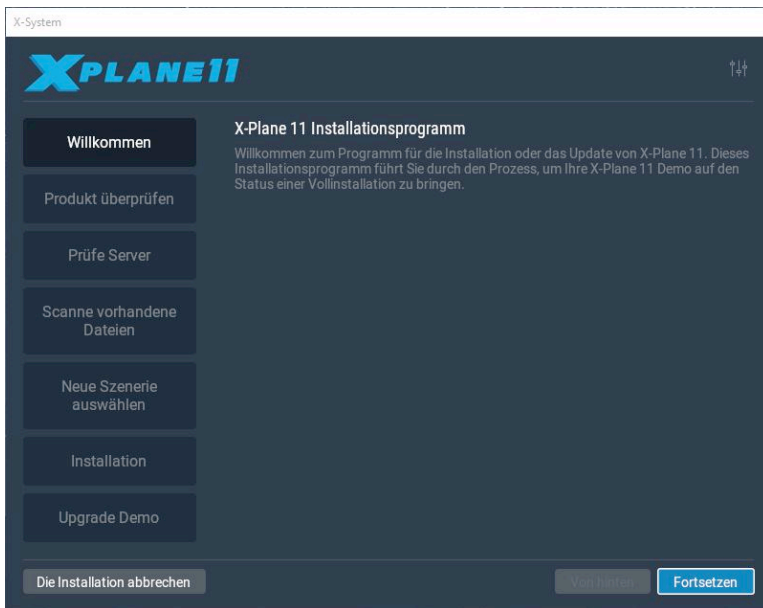 X-System
XPLANE 11
Willkommen
X-Plane 11 Installationsprogramm
Willkommen zum Programm für die Installation oder das Update von X-Plane 11. Dieses
Installationsprogramm führt Sie durch den Prozess, um Ihre X-Plane 11 Demo auf den
Status einer Vollinstallation zu bringen.
Produkt überprüfen
Prüfe Server
Scanne vorhandene
Dateien
Neue Szenerie
auswählen
Installation
Upgrade Demo
Die Installation abbrechen
Von hinten
Fortsetzen